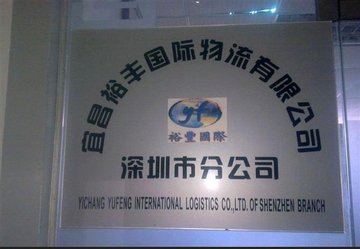 宜昌裕丰国际物流有限公司
yf
裕豐國際
深圳市分公司
YICHANG YUFENG INTERNATIONAL LOGISTICS CO.,LTD. OF SHENZHEN BRANCH